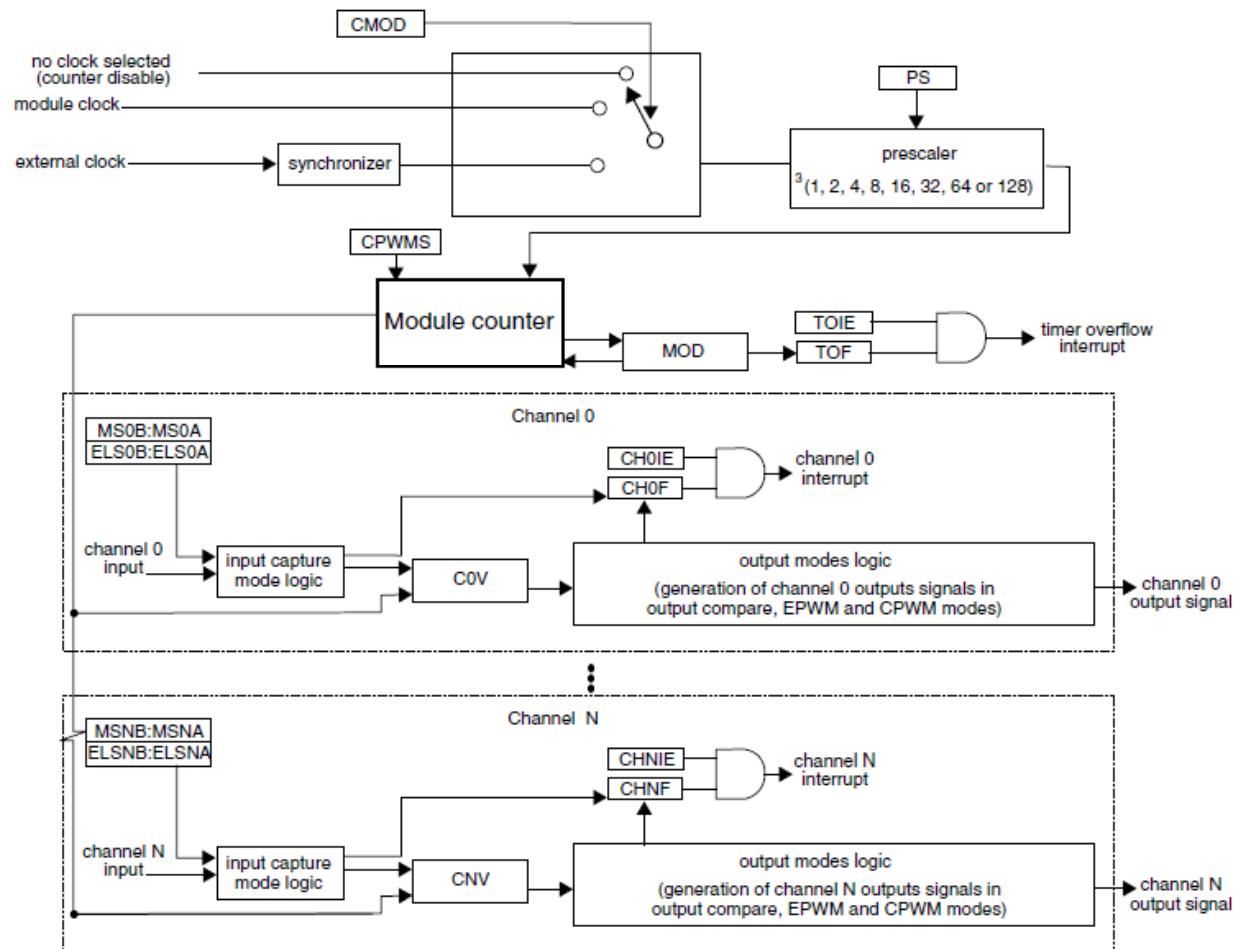 CMOD
no clock selected
(counter disable)
module clock
external clock
synchronizer
PS
prescaler
3 (1, 2, 4, 8, 16, 32, 64 or 128)
CPWMS
Module counter
MOD
TOIE
TOF
timer overflow
interrupt
Channel 0
MS0B:MS0A
ELS0B:ELS0A
CH0IE
CH0F
channel 0
interrupt
channel 0
input
input capture
mode logic
C0V
output modes logic
(generation of channel 0 outputs signals in
output compare, EPWM and CPWM modes)
channel 0
output signal
Channel N
MSNB:MSNA
ELSNB:ELSNA
CHNIE
CHNF
channel N
interrupt
channel N
input
input capture
mode logic
CNV
output modes logic
(generation of channel N outputs signals in
output compare, EPWM and CPWM modes)
channel N
output signal